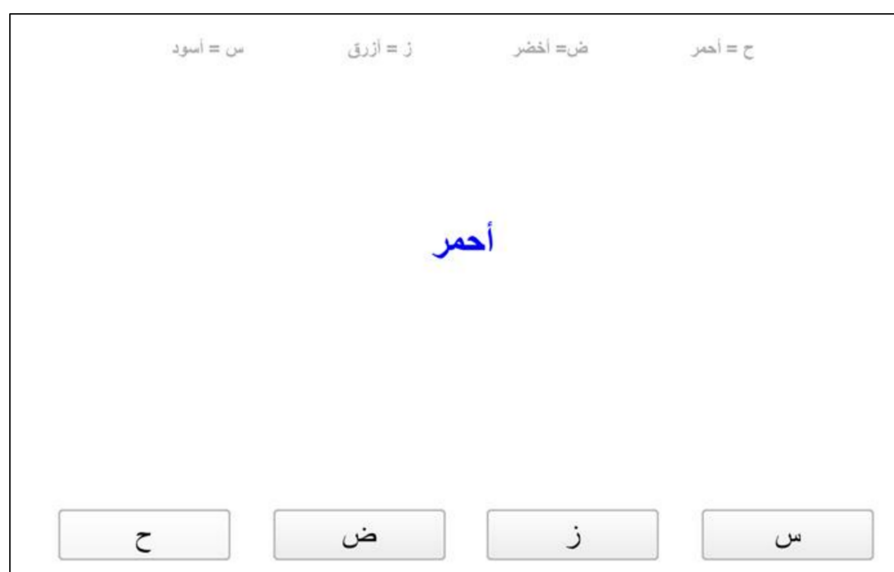 ح = أحمر ض= أخضر ز = أزرق س = أسود
أحمر
س ز ض ح